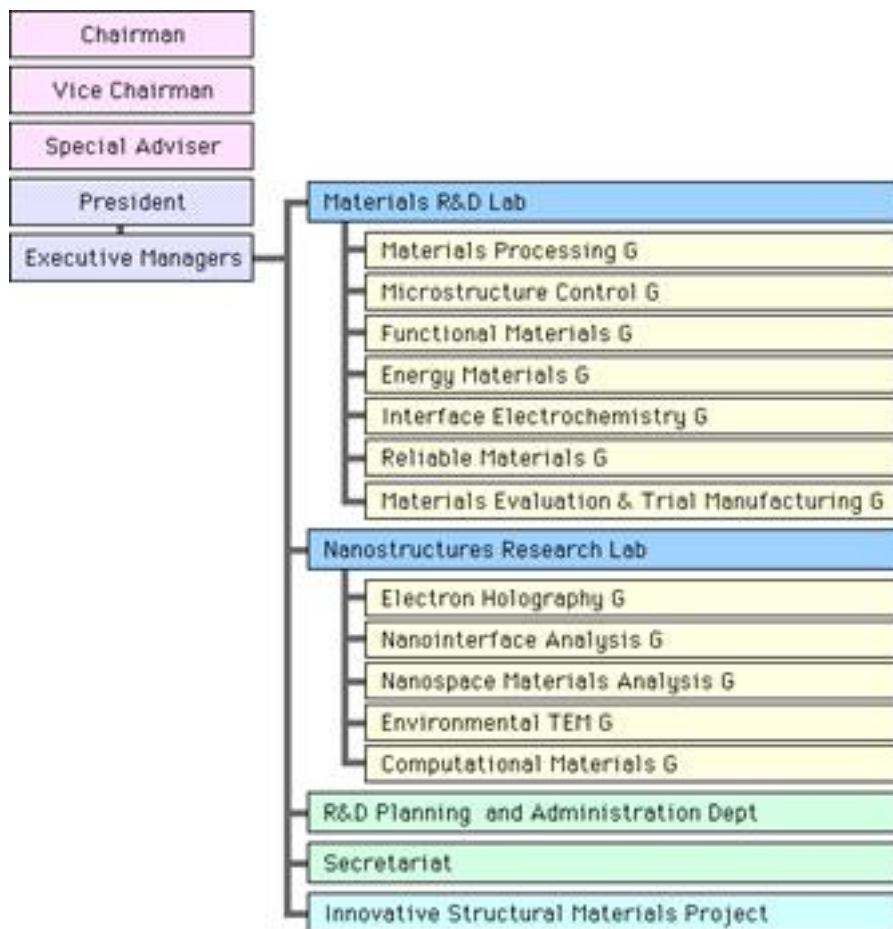 Chairman
Vice Chairman
Special Adviser
President
Executive Managers
Materials R&D Lab
Materials Processing G
Microstructure Control G
Functional Materials G
Energy Materials G
Interface Electrochemistry G
Reliable Materials G
Materials Evaluation & Trial Manufacturing G
Nanostructures Research Lab
Electron Holography G
Nanointerface Analysis G
Nanospace Materials Analysis G
Environmental TEM G
Computational Materials G
R&D Planning and Administration Dept
Secretariat
Innovative Structural Materials Project